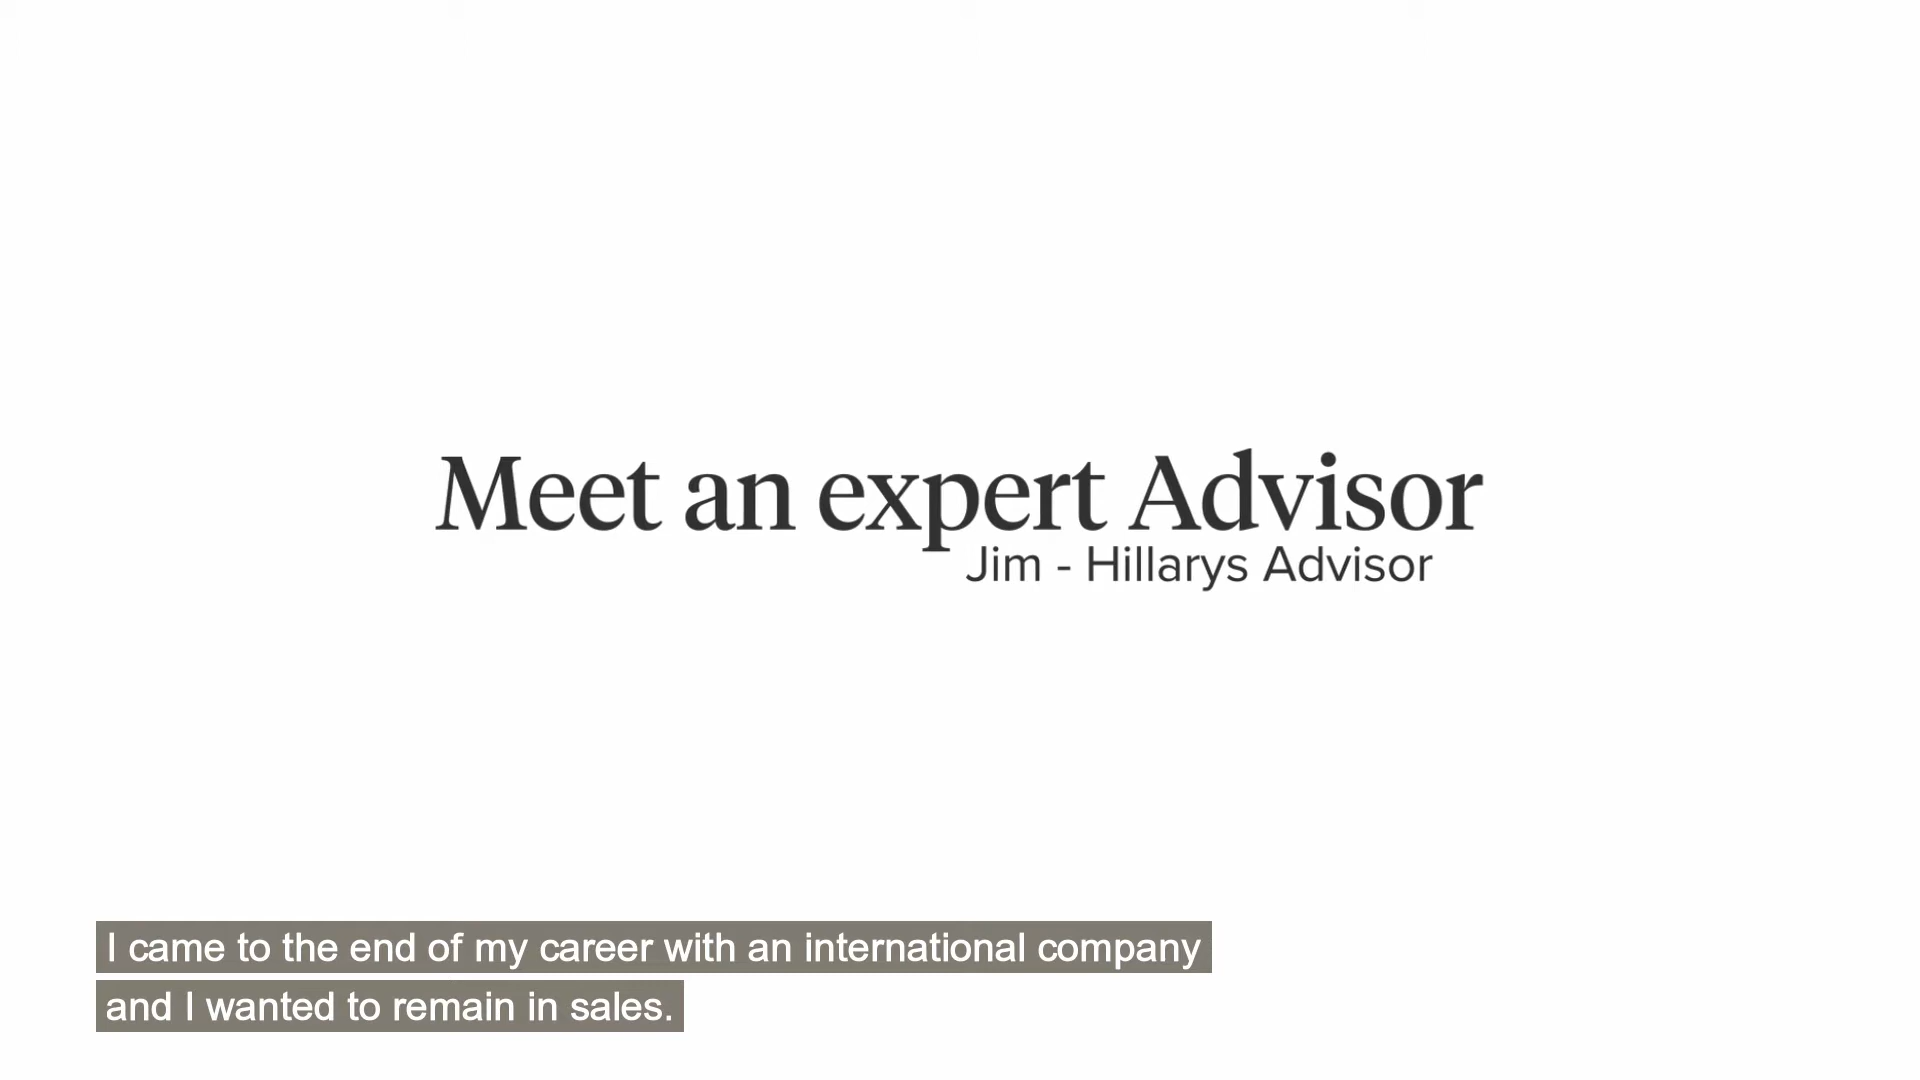 Meet an expert Advisor
Jim - Hillarys Advisor
I came to the end of my career with an international company
and I wanted to remain in sales.